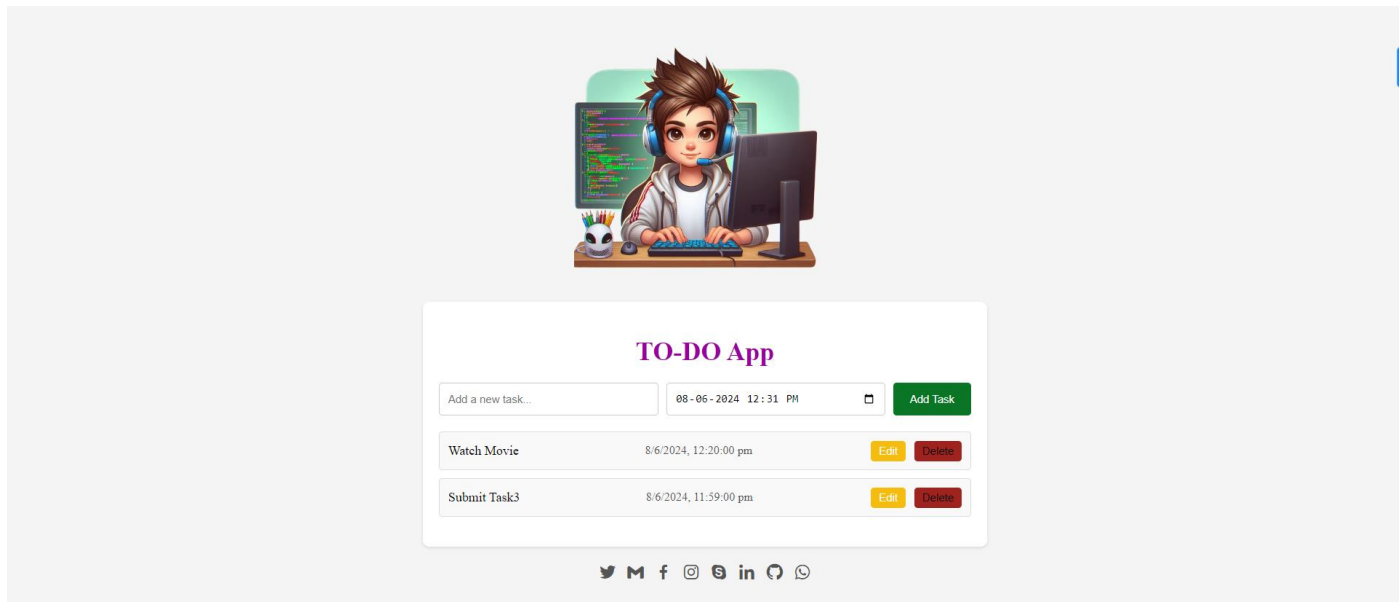 TO-DO App
Add a new task...
08-06-2024 12:31 PM
Add Task
Watch Movie 8/6/2024, 12:20:00 pm Edit Delete
Submit Task3 8/6/2024, 11:59:00 pm Edit Delete